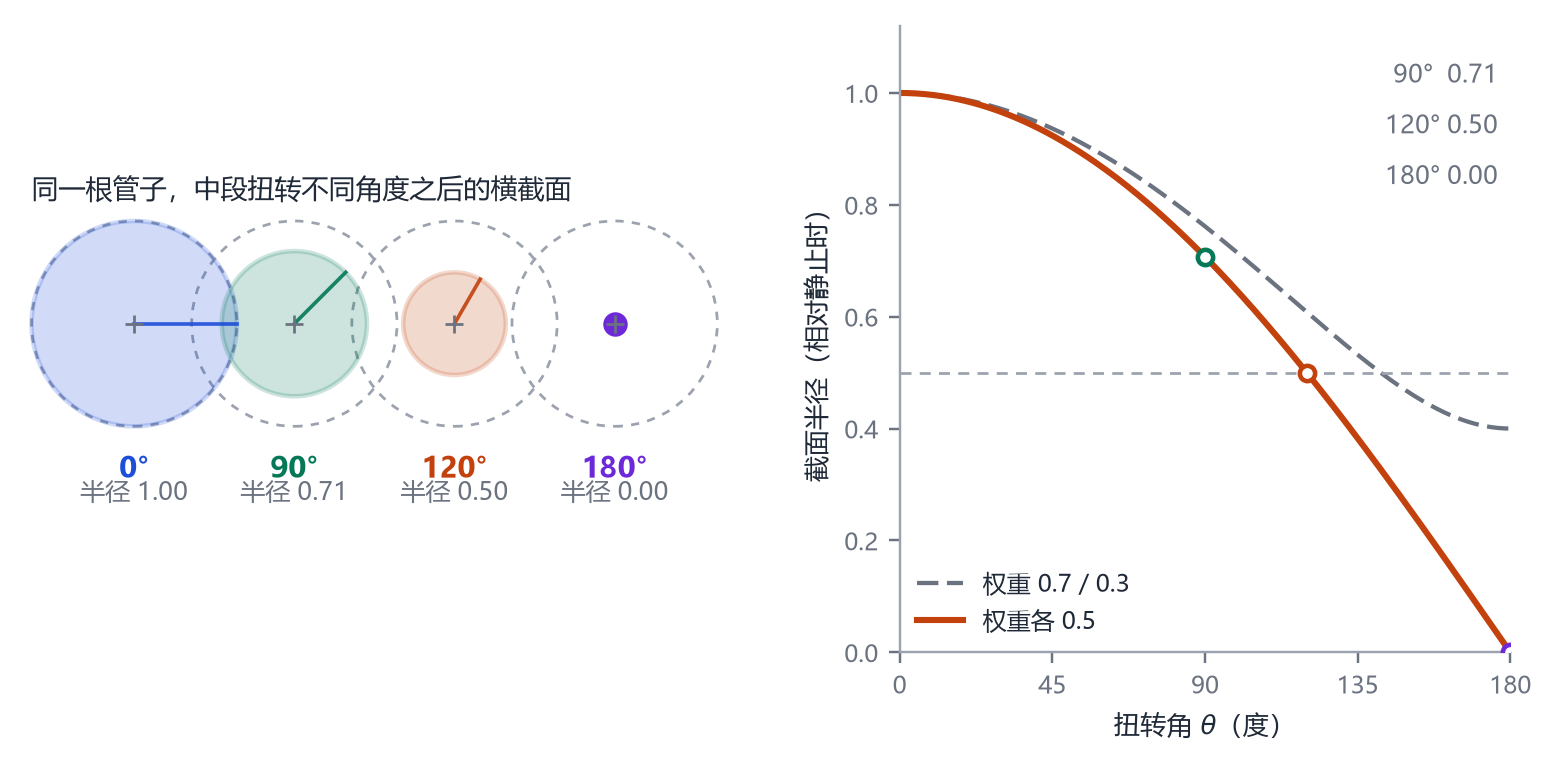 同一根管子，中段扭转不同角度之后的横截面
0°
半径 1.00
90°
半径 0.71
120°
半径 0.50
180°
半径 0.00
截面半径（相对静止时）
1.0
0.8
0.6
0.4
0.2
0.0
90° 0.71
120° 0.50
180° 0.00
权重 0.7 / 0.3
权重各 0.5
0
45
90
135
180
扭转角 θ（度）